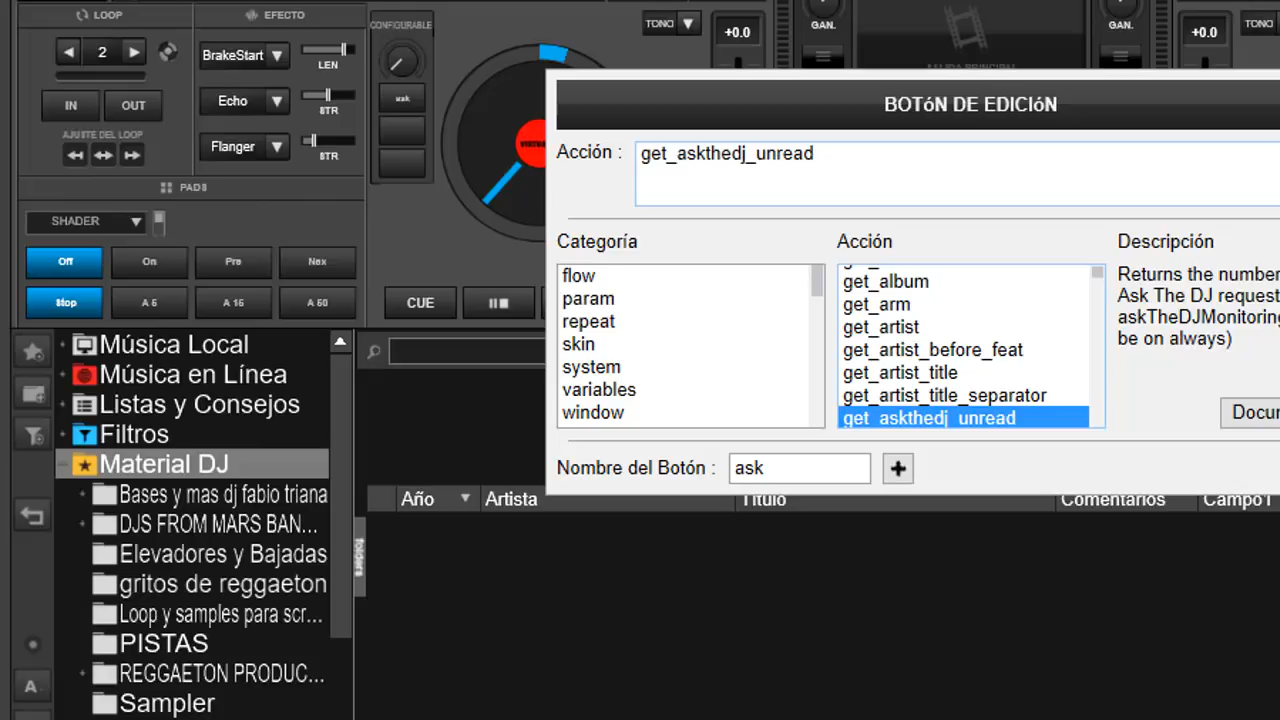 LOOP
EFECTO
CONFIGURABLE
TONO
+0.0
GAN.
GAN.
+0.0
TONO
2
BrakeStart
LEN
IN
OUT
Echo
STR
ask
AJUSTE DEL LOOP
Flanger
STR
PADS
SHADER
Off
On
Pre
Nex
Stop
A 5
A 15
A 60
CUE
BOTóN DE EDICIóN
Acción :
get_askthedj_unread
Categoría
Acción
Descripción
flow
param
repeat
skin
system
variables
window
get_album
get_arm
get_artist
get_artist_before_feat
get_artist_title
get_artist_title_separator
get_askthedj_unread
Returns the number
Ask The DJ request
askTheDJMonitoring
be on always)
Docu
Nombre del Botón :
ask
+
Música Local
Música en Línea
Listas y Consejos
Filtros
Material DJ
Bases y mas dj fabio triana
DJS FROM MARS BAN...
Elevadores y Bajadas
gritos de reggaeton
Loop y samples para scr...
PISTAS
REGGAETON PRODUC...
Sampler
folders
A
Año
Artista
Título
Comentarios
Campo1